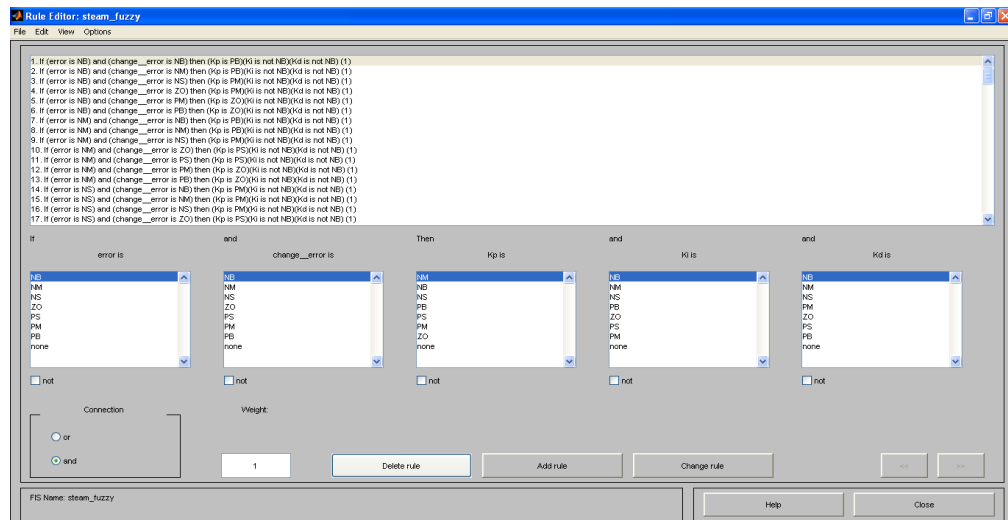 Rule Editor: steam_fuzzy
File Edit View Options
1. If (error is NB) and (change__error is NB) then (Kp is PB)(Ki is not NB)(Kd is not NB) (1)
2. If (error is NB) and (change__error is NM) then (Kp is PB)(Ki is not NB)(Kd is not NB) (1)
3. If (error is NB) and (change__error is NS) then (Kp is PM)(Ki is not NB)(Kd is not NB) (1)
4. If (error is NB) and (change__error is ZO) then (Kp is PM)(Ki is not NB)(Kd is not NB) (1)
5. If (error is NB) and (change__error is PM) then (Kp is ZO)(Ki is not NB)(Kd is not NB) (1)
6. If (error is NB) and (change__error is PB) then (Kp is ZO)(Ki is not NB)(Kd is not NB) (1)
7. If (error is NM) and (change__error is NB) then (Kp is PB)(Ki is not NB)(Kd is not NB) (1)
8. If (error is NM) and (change__error is NM) then (Kp is PB)(Ki is not NB)(Kd is not NB) (1)
9. If (error is NM) and (change__error is NS) then (Kp is PM)(Ki is not NB)(Kd is not NB) (1)
10. If (error is NM) and (change__error is ZO) then (Kp is PS)(Ki is not NB)(Kd is not NB) (1)
11. If (error is NM) and (change__error is PS) then (Kp is PS)(Ki is not NB)(Kd is not NB) (1)
12. If (error is NM) and (change__error is PM) then (Kp is ZO)(Ki is not NB)(Kd is not NB) (1)
13. If (error is NM) and (change__error is PB) then (Kp is ZO)(Ki is not NB)(Kd is not NB) (1)
14. If (error is NS) and (change__error is NB) then (Kp is PM)(Ki is not NB)(Kd is not NB) (1)
15. If (error is NS) and (change__error is NM) then (Kp is PM)(Ki is not NB)(Kd is not NB) (1)
16. If (error is NS) and (change__error is NS) then (Kp is PM)(Ki is not NB)(Kd is not NB) (1)
17. If (error is NS) and (change__error is ZO) then (Kp is PS)(Ki is not NB)(Kd is not NB) (1)
If and Then and and
error is change__error is Kp is Ki is Kd is
NB NB NM NB NB
NM NM NB NM NM
NS NS NS NS NS
ZO ZO PB PB PM
PS PS PS ZO ZO
PM PM PM PS PS
PB PB ZO PM PB
none none none none none
not not not not not
Connection Weight:
or
and 1 Delete rule Add rule Change rule << >>
FIS Name: steam_fuzzy Help Close